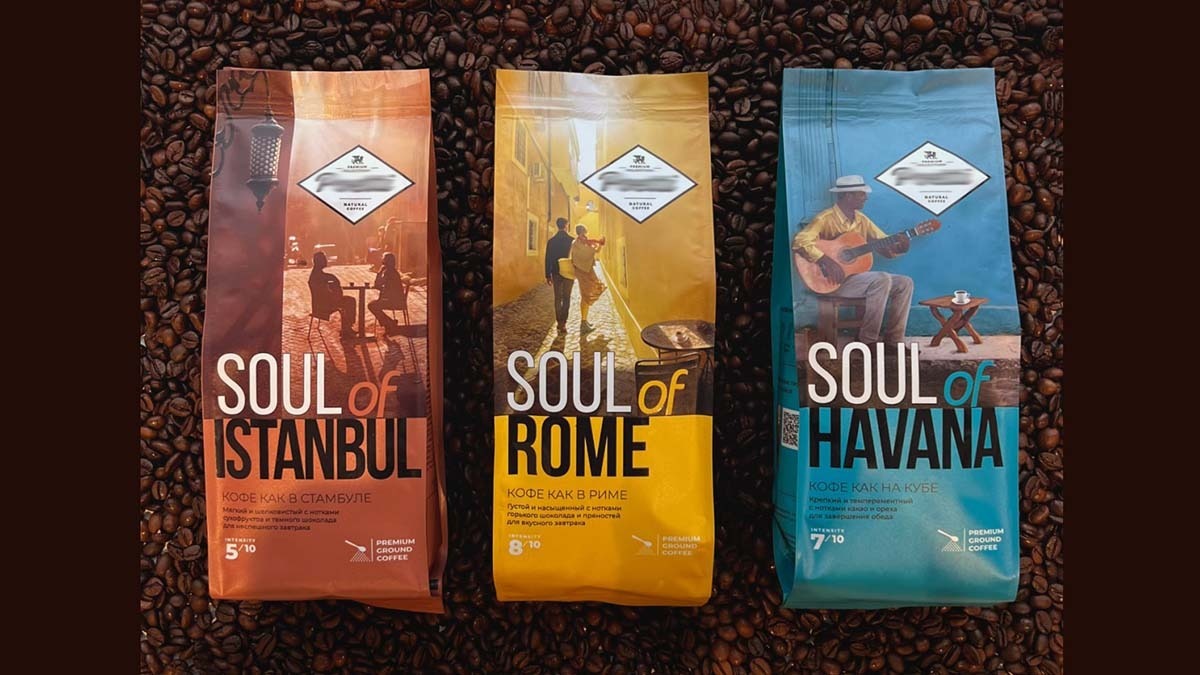 PREMIUM
NATURAL
COFFEE
SOUL of
ISTANBUL
КОФЕ КАК В СТАМБУЛЕ
Мягкий и шелковистый с нотками
сухофруктов и темного шоколада
для неспешного завтрака
INTENSITY
5/10
PREMIUM
GROUND
COFFEE
PREMIUM
NATURAL
COFFEE
SOUL of
ROME
КОФЕ КАК В РИМЕ
Густой и насыщенный с нотками
горького шоколада и пряностей
для вкусного завтрака
INTENSITY
8/10
PREMIUM
GROUND
COFFEE
PREMIUM
NATURAL
COFFEE
SOUL of
HAVANA
КОФЕ КАК НА КУБЕ
Крепкий и темпераментный
с нотками какао и ореха
для завершения обеда
INTENSITY
7/10
PREMIUM
GROUND
COFFEE